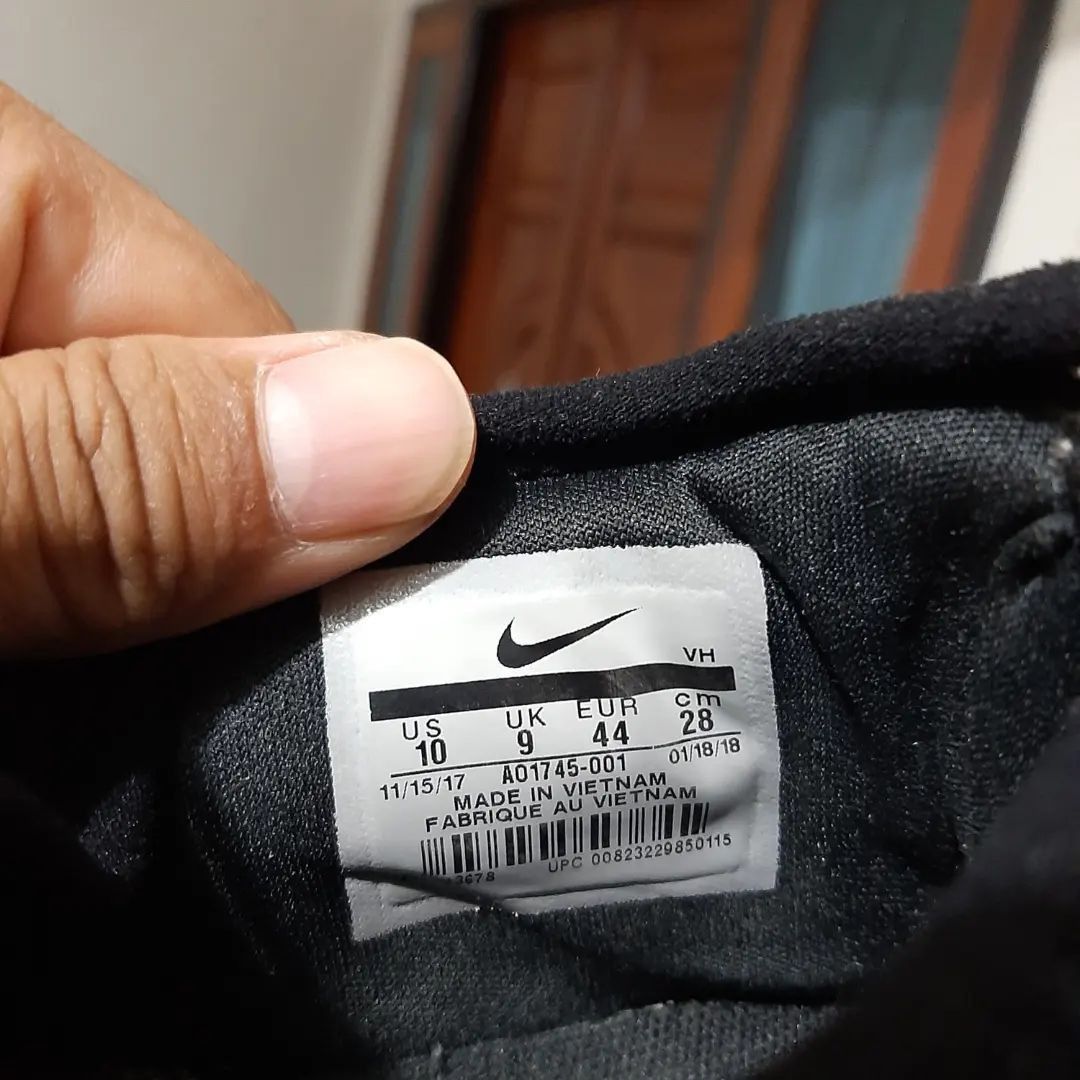 VH
US UK EUR cm
10 9 44 28
11/15/17 AO1745-001 01/18/18
MADE IN VIETNAM
FABRIQUE AU VIETNAM
UPC 00823229850115